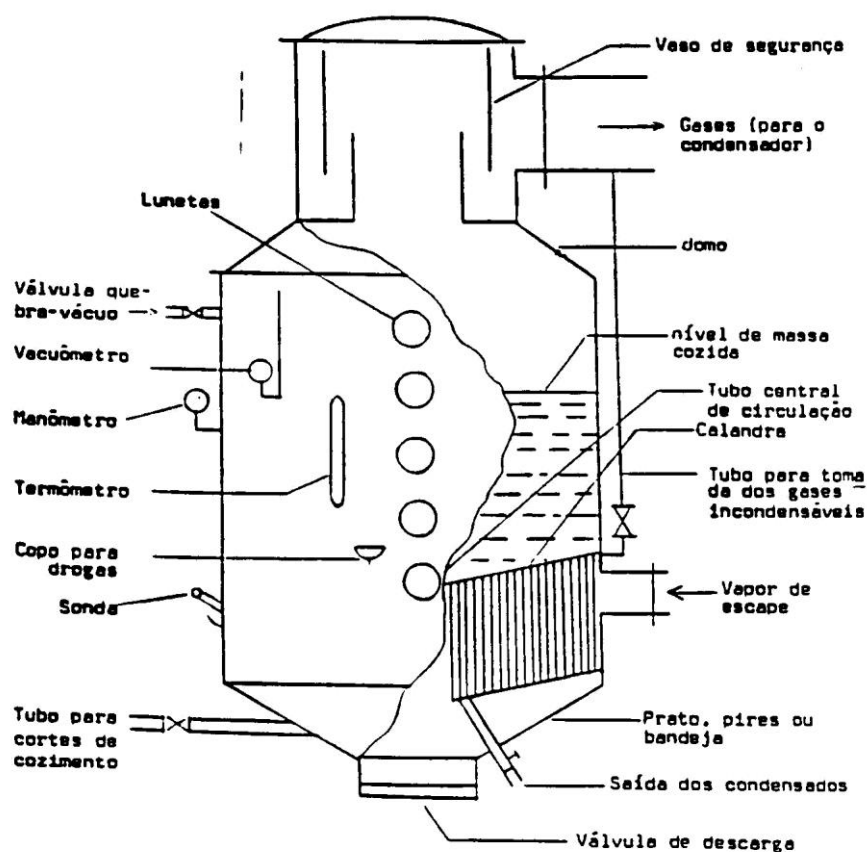 Vaso de segurança
Gases (para o
condensador)
Lunetas
domo
Válvula que-
bra-vácuo
nível de massa
cozida
Vacuômetro
Tubo central
de circulação
Manômetro
Calandra
Termômetro
Tubo para toma
da dos gases -
incondensáveis
Copo para
drogas
Sonda
Vapor de
escape
Tubo para
cortes de
cozimento
Prato, pires ou
bandeja
Saída dos condensados
Válvula de descarga